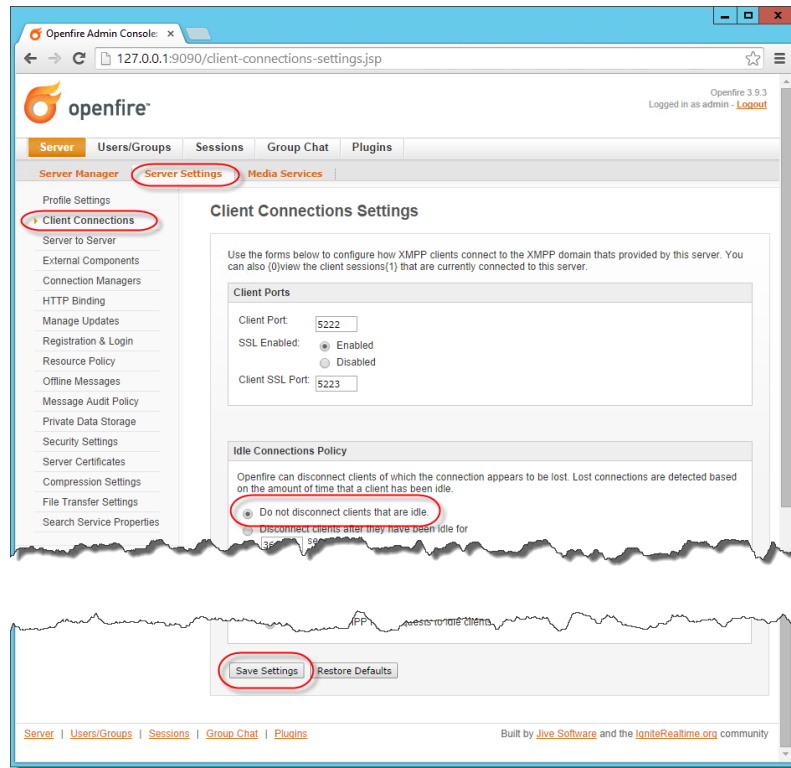 Openfire Admin Console:
127.0.0.1:9090/client-connections-settings.jsp
openfire™
Openfire 3.9.3
Logged in as admin - Logout
Server Users/Groups Sessions Group Chat Plugins
Server Manager Server Settings Media Services
Profile Settings
Client Connections
Server to Server
External Components
Connection Managers
HTTP Binding
Manage Updates
Registration & Login
Resource Policy
Offline Messages
Message Audit Policy
Private Data Storage
Security Settings
Server Certificates
Compression Settings
File Transfer Settings
Search Service Properties
Client Connections Settings
Use the forms below to configure how XMPP clients connect to the XMPP domain thats provided by this server. You
can also {0}view the client sessions{1} that are currently connected to this server.
Client Ports
Client Port: 5222
SSL Enabled: Enabled
Disabled
Client SSL Port: 5223
Idle Connections Policy
Openfire can disconnect clients of which the connection appears to be lost. Lost connections are detected based
on the amount of time that a client has been idle.
Do not disconnect clients that are idle.
Disconnect clients after they have been idle for
to idle clients
Save Settings Restore Defaults
Server | Users/Groups | Sessions | Group Chat | Plugins
Built by Jive Software and the IgniteRealtime.org community